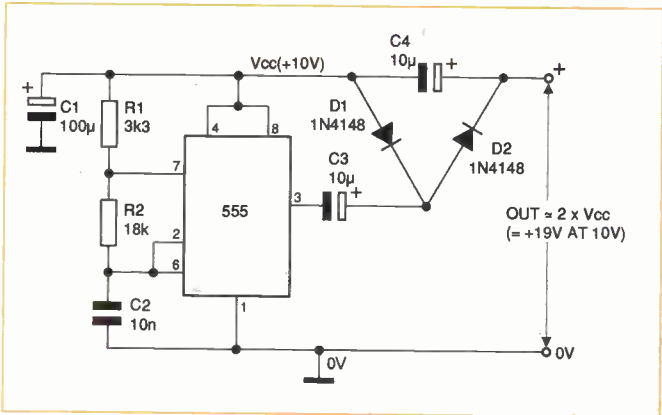 C4
10µ
+
+
Vcc(+10V)
+
C1
100µ
R1
3k3
D1
1N4148
D2
1N4148
4
8
7
C3
10µ
+
3
555
R2
18k
2
6
OUT ≃ 2 x Vcc
(= +19V AT 10V)
C2
10n
1
0V
0V